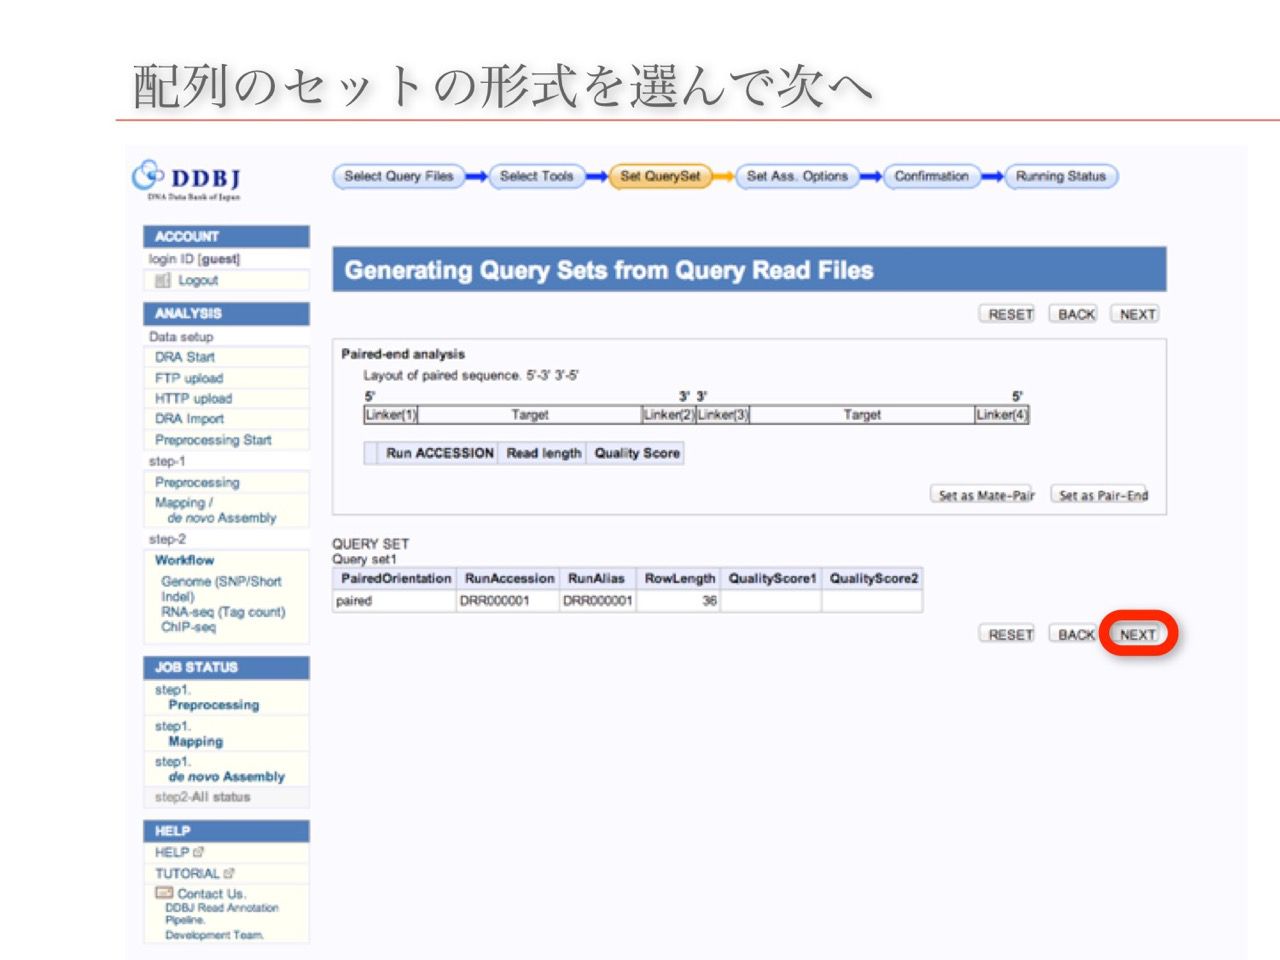 配列のセットの形式を選んで次へ
DDBJ
DNA Data Bank of Japan
Select Query Files
Select Tools
Set QuerySet
Set Ass. Options
Confirmation
Running Status
ACCOUNT
login ID [guest]
Logout
ANALYSIS
Data setup
DRA Start
FTP upload
HTTP upload
DRA Import
Preprocessing Start
step-1
Preprocessing
Mapping /
de novo Assembly
step-2
Workflow
Genome (SNP/Short
Indel)
RNA-seq (Tag count)
ChIP-seq
JOB STATUS
step1.
Preprocessing
step1.
Mapping
step1.
de novo Assembly
step2-All status
HELP
HELP
TUTORIAL
Contact Us.
DDBJ Read Annotation
Pipeline.
Development Team.
Generating Query Sets from Query Read Files
RESET BACK NEXT
Paired-end analysis
Layout of paired sequence. 5'-3' 3'-5'
5' 3' 3' 5'
Linker(1) Target Linker(2) Linker(3) Target Linker(4)
Run ACCESSION Read length Quality Score
Set as Mate-Pair Set as Pair-End
QUERY SET
Query set1
PairedOrientation RunAccession RunAlias RowLength QualityScore1 QualityScore2
paired DRR000001 DRR000001 36
RESET BACK NEXT